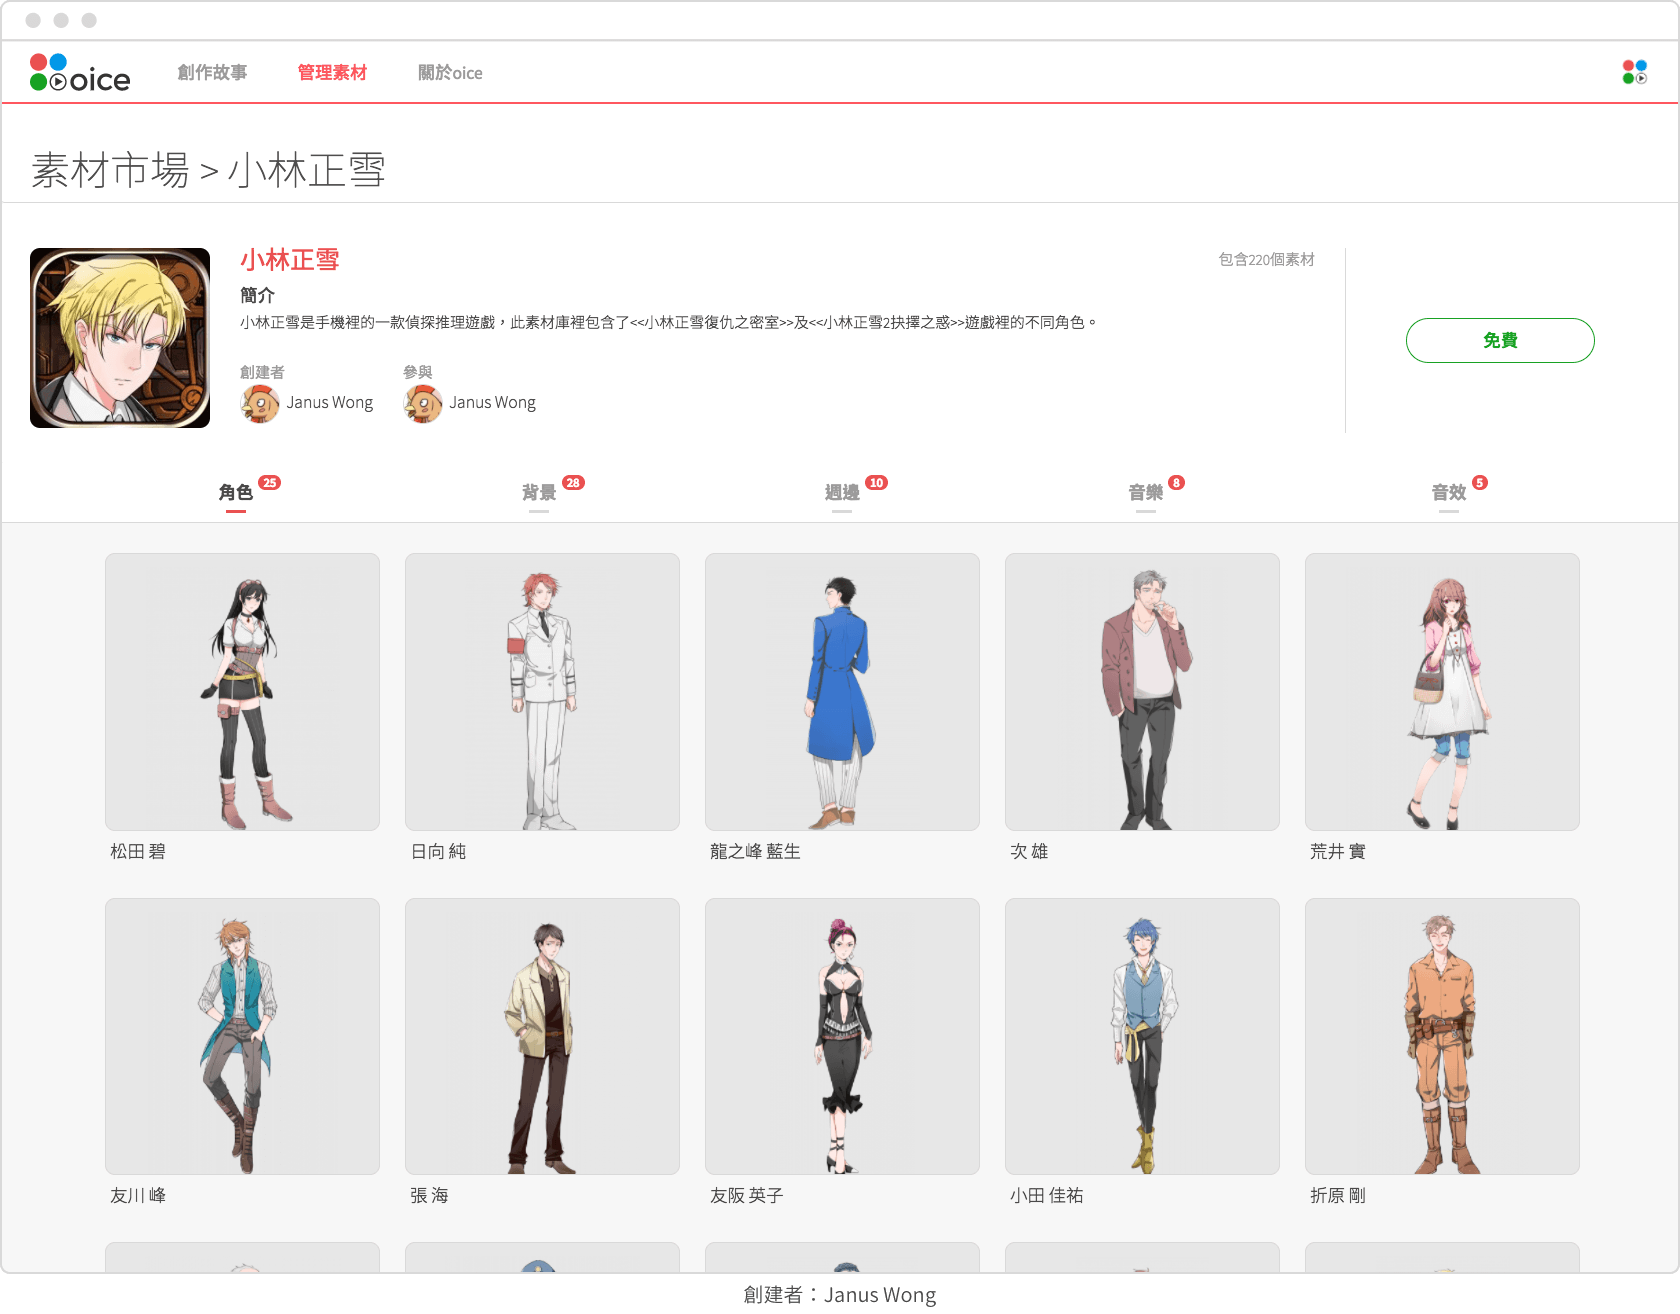 oice 創作故事 管理素材 關於oice
素材市場 > 小林正雪
小林正雪
包含220個素材
簡介
小林正雪是手機裡的一款偵探推理遊戲，此素材庫裡包含了<<小林正雪復仇之密室>>及<<小林正雪2抉擇之惑>>遊戲裡的不同角色。
免費
創建者 參與
Janus Wong Janus Wong
角色 25 背景 28 週邊 10 音樂 8 音效 5
松田 碧 日向 純 龍之峰 藍生 次 雄 荒井 實
友川 峰 張 海 友阪 英子 小田 佳祐 折原 剛
創建者：Janus Wong